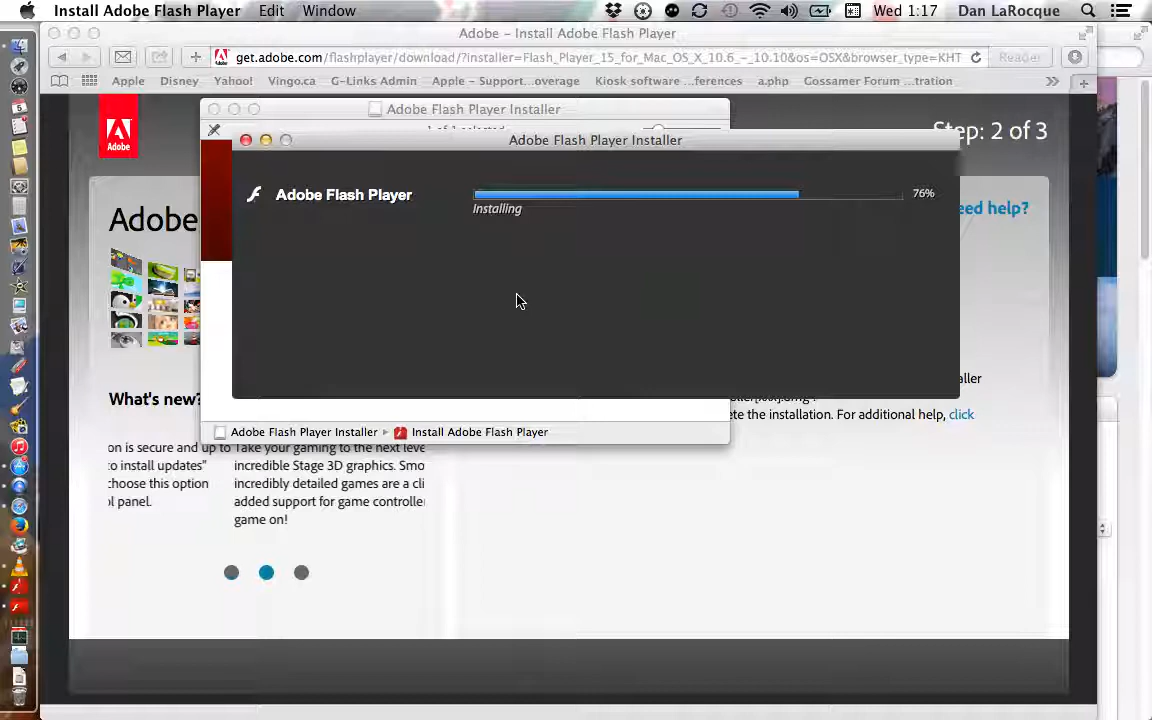 Install Adobe Flash Player Edit Window Wed 1:17 Dan LaRocque
Adobe – Install Adobe Flash Player
get.adobe.com/flashplayer/download/?installer=Flash_Player_15_for_Mac_OS_X_10.6_–_10.10&os=OSX&browser_type=KHT Reader
Apple Disney Yahoo! Vingo.ca G-Links Admin Apple – Support...overage Kiosk software ...ferences a.php Gossamer Forum ...tration
Adobe
Adobe Flash Player Installer
1 of 1 selected
Step: 2 of 3
Adobe Flash Player Installer
Adobe Flash Player 76%
Installing
eed help?
Adobe
What's new?
aller
ete the installation. For additional help, click
Adobe Flash Player Installer Install Adobe Flash Player
on is secure and up to
to install updates"
choose this option
ol panel.
Take your gaming to the next leve
incredible Stage 3D graphics. Smo
incredibly detailed games are a cli
added support for game controlle
game on!